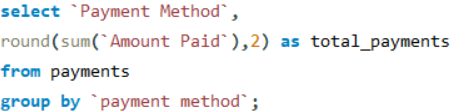 select `Payment Method`,
round(sum(`Amount Paid`),2) as total_payments
from payments
group by `payment method`;